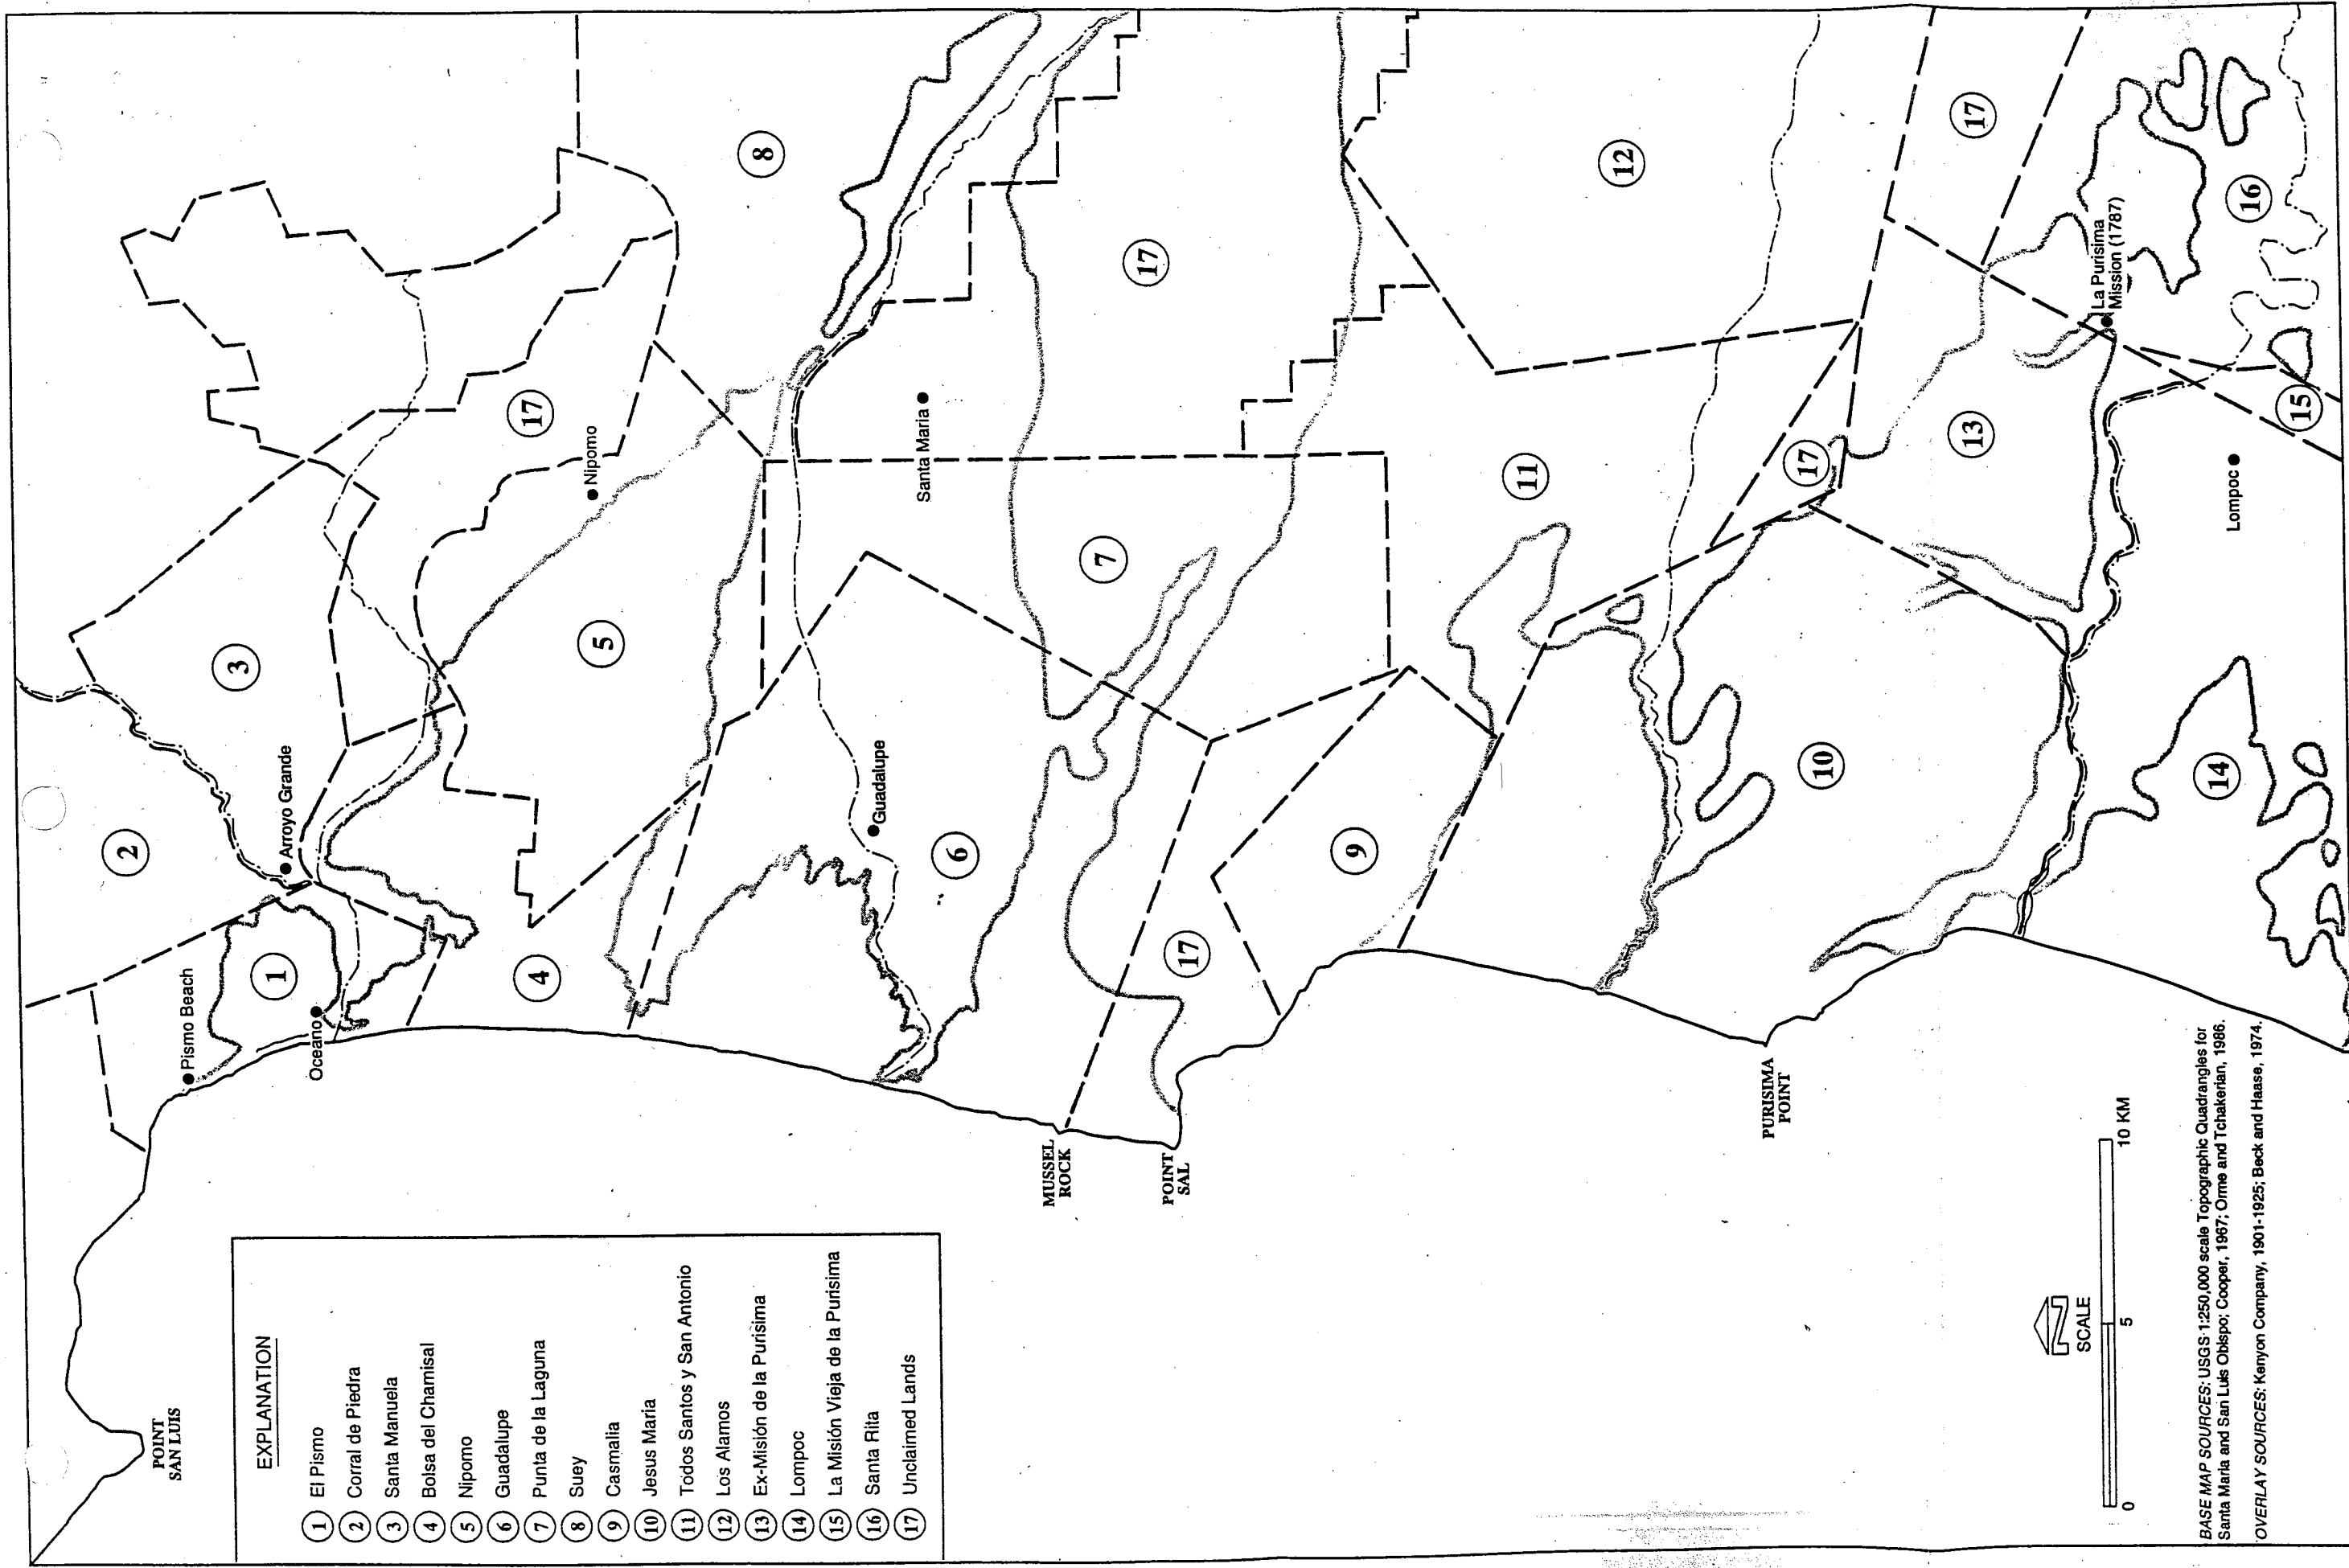 POINT
SAN LUIS
EXPLANATION
1 El Pismo
2 Corral de Piedra
3 Santa Manuela
4 Bolsa del Chamisal
5 Nipomo
6 Guadalupe
7 Punta de la Laguna
8 Suey
9 Casmalia
10 Jesus Maria
11 Todos Santos y San Antonio
12 Los Alamos
13 Ex-Misión de la Purisima
14 Lompoc
15 La Misión Vieja de la Purisima
16 Santa Rita
17 Unclaimed Lands
Pismo Beach
Oceano
Arroyo Grande
Nipomo
Guadalupe
Santa Maria
MUSSEL
ROCK
POINT
SAL
PURISIMA
POINT
La Purisima
Mission (1787)
Lompoc
1
2
3
4
5
6
7
8
9
10
11
12
13
14
15
16
17
17
17
17
17
N
SCALE
0
5
10 KM
BASE MAP SOURCES: USGS 1:250,000 scale Topographic Quadrangles for
Santa Maria and San Luis Obispo; Cooper, 1967; Orme and Tchakerian, 1986.
OVERLAY SOURCES: Kenyon Company, 1901-1925; Beck and Haase, 1974.